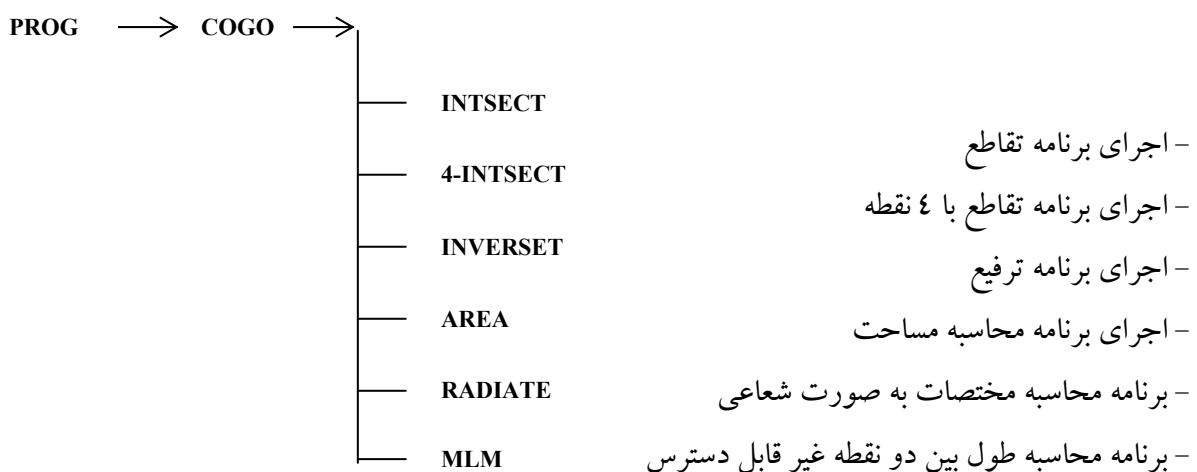 PROG → COGO →
INTSECT
– اجرای برنامه تقاطع
4-INTSECT
– اجرای برنامه تقاطع با ٤ نقطه
INVERSET
– اجرای برنامه ترفیع
AREA
– اجرای برنامه محاسبه مساحت
RADIATE
– برنامه محاسبه مختصات به صورت شعاعی
MLM
– برنامه محاسبه طول بین دو نقطه غیر قابل دسترس